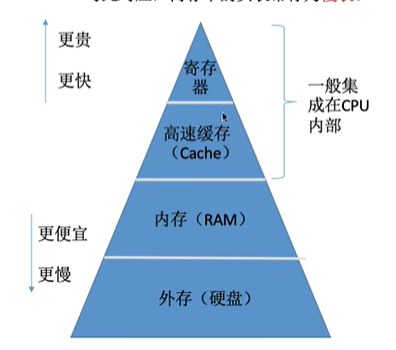 更贵
更快
寄存
器
高速缓存
（Cache）
一般集
成在CPU
内部
内存（RAM）
更便宜
更慢
外存（硬盘）